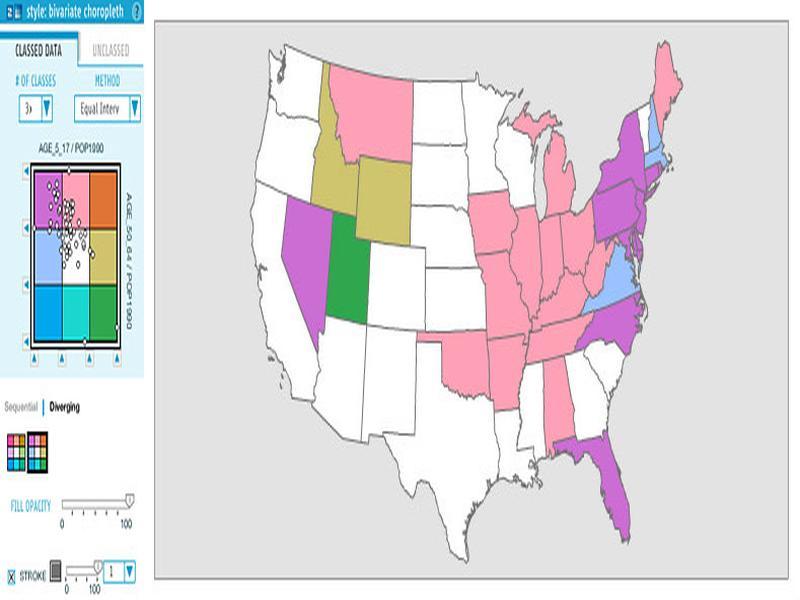 style: bivariate choropleth ?
CLASSED DATA UNCLASSED
# OF CLASSES METHOD
3x Equal Interv
AGE_5_17 / POP1990
AGE_50_64 / POP1990
Sequential | Diverging
FILL OPACITY
0 100
STROKE 1
0 100